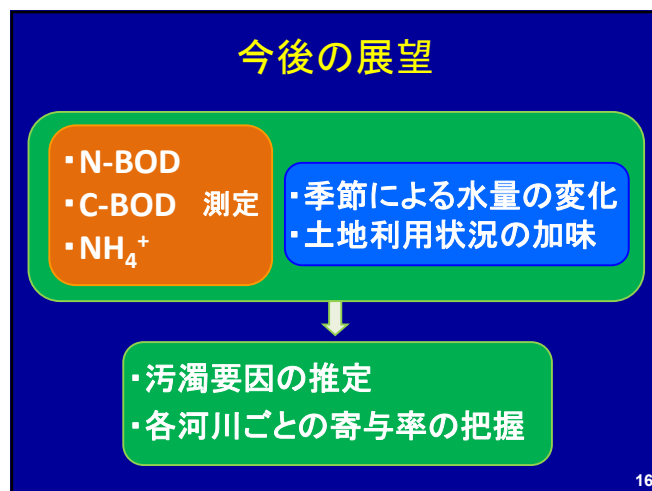 今後の展望
・N-BOD
・C-BOD 測定
・NH₄⁺
・季節による水量の変化
・土地利用状況の加味
・汚濁要因の推定
・各河川ごとの寄与率の把握
16